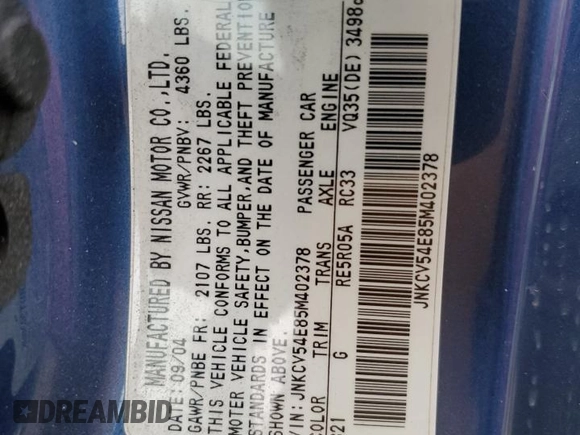 MANUFACTURED BY NISSAN MOTOR CO.,LTD.
DATE: 09/04 GVWR/PNBV: 4360 LBS.
GAWR/PNBE FR: 2107 LBS. RR: 2267 LBS.
THIS VEHICLE CONFORMS TO ALL APPLICABLE FEDERAL
MOTER VEHICLE SAFETY,BUMPER,AND THEFT PREVENTION
STANDARDS IN EFFECT ON THE DATE OF MANUFACTURE
SHOWN ABOVE.
VIN: JNKCV54E85M402378 PASSENGER CAR
COLOR TRIM TRANS AXLE ENGINE
B21 G RE5R05A RC33 VQ35(DE) 3498
JNKCV54E85M402378
DREAMBID